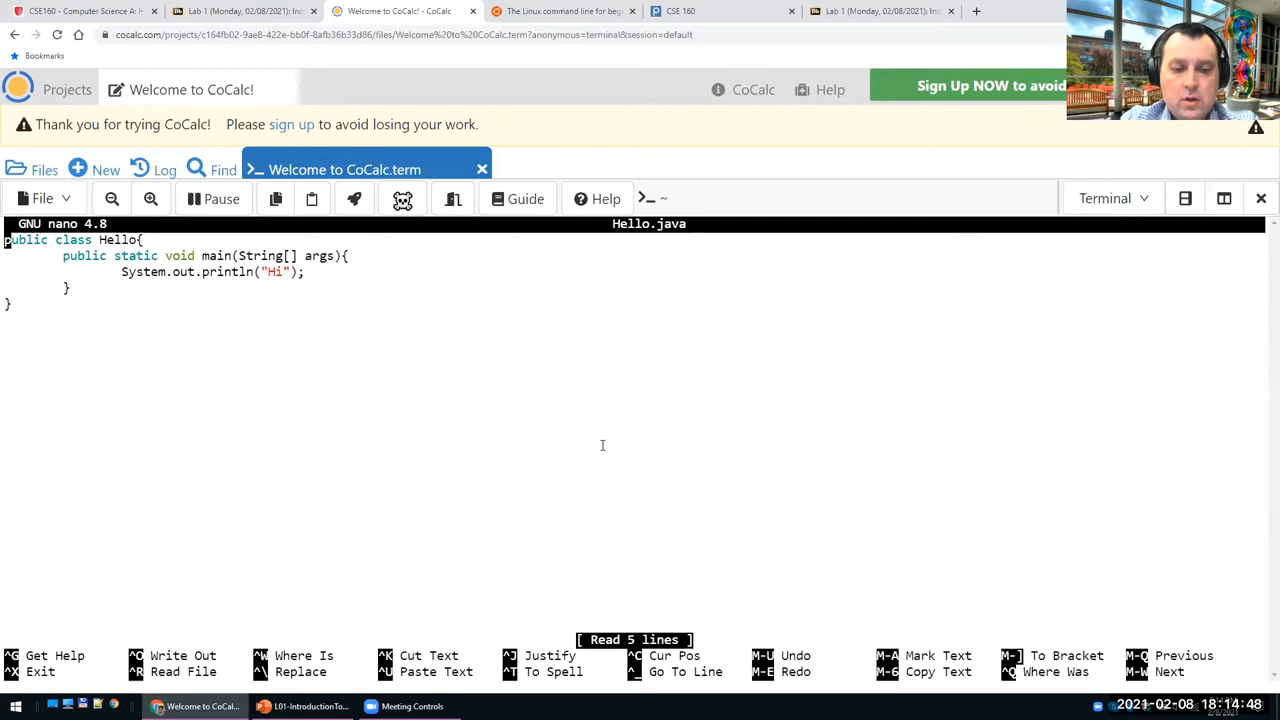 CSE160 - Computer Science A: H
Lab 1 (Monday, 02/08/2021): Inst
Welcome to CoCalc! - CoCalc
The Linux command line for beg
CSE 160
Lab 1 (Monday, 02/08/2021): Ins
cocalc.com/projects/c164fb02-9ae8-422e-bb0f-8afb36b33d86/files/Welcome%20to%20CoCalc.term?anonymous=terminal&session=default
Bookmarks
Projects
Welcome to CoCalc!
CoCalc
Help
Sign Up NOW to avoid
Thank you for trying CoCalc! Please sign up to avoid losing your work.
Files
New
Log
Find
>_ Welcome to CoCalc.term
File
Pause
Guide
Help
>_ ~
Terminal
GNU nano 4.8
Hello.java
public class Hello{
public static void main(String[] args){
System.out.println("Hi");
}
}
[ Read 5 lines ]
^G Get Help ^O Write Out ^W Where Is ^K Cut Text ^J Justify ^C Cur Pos M-U Undo M-A Mark Text M-] To Bracket M-Q Previous
^X Exit ^R Read File ^\ Replace ^U Paste Text ^T To Spell ^_ Go To Line M-E Redo M-6 Copy Text ^Q Where Was M-W Next
Welcome to CoCal...
L01-IntroductionTo...
Meeting Controls
2021-02-08 18:14:48
2/8/2021